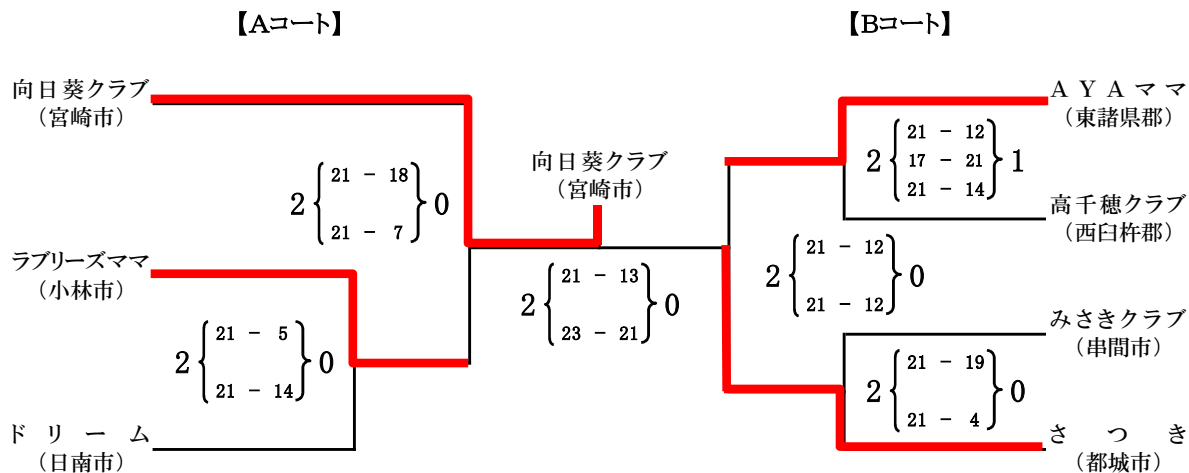 【Aコート】
【Bコート】
向日葵クラブ
（宮崎市）
AYAママ
（東諸県郡）
21 － 12
2 17 － 21 1
21 － 14
向日葵クラブ
（宮崎市）
21 － 18
2 0
21 － 7
高千穂クラブ
（西臼杵郡）
ラブリーズママ
（小林市）
21 － 13
2 0
23 － 21
21 － 12
2 0
21 － 12
みさきクラブ
（串間市）
21 － 5
2 0
21 － 14
21 － 19
2 0
21 － 4
ドリーム
（日南市）
さつき
（都城市）